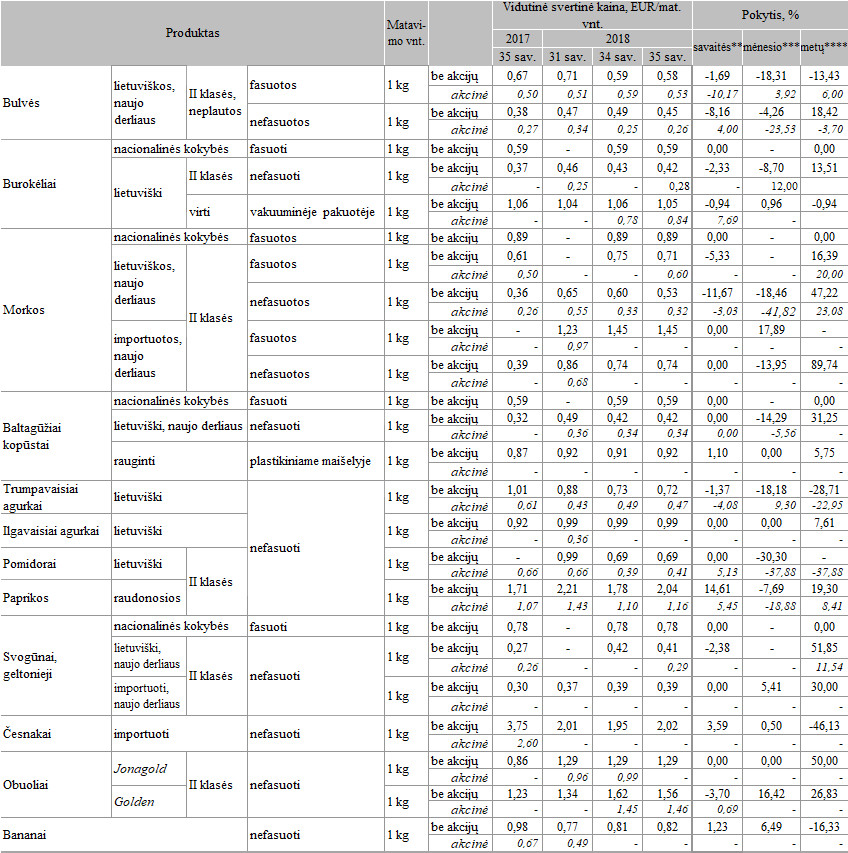 Produktas Matavi- Vidutinė svertinė kaina, EUR/mat. Pokytis, %
mo vnt. vnt.
2017 2018 savaitės** mėnesio*** metų****
35 sav. 31 sav. 34 sav. 35 sav.
Bulvės lietuviškos, naujo derliaus II klasės, neplautos fasuotos 1 kg be akcijų 0,67 0,71 0,59 0,58 -1,69 -18,31 -13,43
akcinė 0,50 0,51 0,59 0,53 -10,17 3,92 6,00
nefasuotos 1 kg be akcijų 0,38 0,47 0,49 0,45 -8,16 -4,26 18,42
akcinė 0,27 0,34 0,25 0,26 4,00 -23,53 -3,70
Burokėliai nacionalinės kokybės fasuoti 1 kg be akcijų 0,59 - 0,59 0,59 0,00 - 0,00
lietuviški II klasės nefasuoti 1 kg be akcijų 0,37 0,46 0,43 0,42 -2,33 -8,70 13,51
akcinė - 0,25 0,28 - 12,00
virti vakuuminėje pakuotėje 1 kg be akcijų 1,06 1,04 1,06 1,05 -0,94 0,96 -0,94
akcinė - - 0,78 0,84 7,69 -
Morkos nacionalinės kokybės fasuotos 1 kg be akcijų 0,89 - 0,89 0,89 0,00 - 0,00
lietuviškos, naujo derliaus II klasės fasuotos 1 kg be akcijų 0,61 - 0,75 0,71 -5,33 - 16,39
akcinė 0,50 - - 0,60 - - 20,00
nefasuotos 1 kg be akcijų 0,36 0,65 0,60 0,53 -11,67 -18,46 47,22
akcinė 0,26 0,55 0,33 0,32 -3,03 -41,82 23,08
importuotos, naujo derliaus fasuotos 1 kg be akcijų - 1,23 1,45 1,45 0,00 17,89 -
akcinė - 0,97 - - - - -
nefasuotos 1 kg be akcijų 0,39 0,86 0,74 0,74 0,00 -13,95 89,74
akcinė - 0,68 - - - - -
Baltagūžiai kopūstai nacionalinės kokybės fasuoti 1 kg be akcijų 0,59 - 0,59 0,59 0,00 - 0,00
lietuviški, naujo derliaus nefasuoti 1 kg be akcijų 0,32 0,49 0,42 0,42 0,00 -14,29 31,25
akcinė - 0,36 0,34 0,34 0,00 -5,56 -
rauginti plastikiniame maišelyje 1 kg be akcijų 0,87 0,92 0,91 0,92 1,10 0,00 5,75
akcinė - - - - - - -
Trumpavaisiai agurkai lietuviški nefasuoti 1 kg be akcijų 1,01 0,88 0,73 0,72 -1,37 -18,18 -28,71
akcinė 0,61 0,43 0,49 0,47 -4,08 9,30 -22,95
Ilgavaisiai agurkai lietuviški 1 kg be akcijų 0,92 0,99 0,99 0,99 0,00 0,00 7,61
akcinė - 0,36 - - - - -
Pomidorai lietuviški II klasės 1 kg be akcijų - 0,99 0,69 0,69 0,00 -30,30 -
akcinė 0,66 0,66 0,39 0,41 5,13 -37,88 -37,88
Paprikos raudonosios 1 kg be akcijų 1,71 2,21 1,78 2,04 14,61 -7,69 19,30
akcinė 1,07 1,43 1,10 1,16 5,45 -18,88 8,41
Svogūnai, geltonieji nacionalinės kokybės fasuoti 1 kg be akcijų 0,78 - 0,78 0,78 0,00 - 0,00
lietuviški, naujo derliaus II klasės nefasuoti 1 kg be akcijų 0,27 - 0,42 0,41 -2,38 - 51,85
akcinė 0,26 - - 0,29 - - 11,54
importuoti, naujo derliaus 1 kg be akcijų 0,30 0,37 0,39 0,39 0,00 5,41 30,00
akcinė - - - - - - -
Česnakai importuoti nefasuoti 1 kg be akcijų 3,75 2,01 1,95 2,02 3,59 0,50 -46,13
akcinė 2,60 - - - - - -
Obuoliai Jonagold II klasės nefasuoti 1 kg be akcijų 0,86 1,29 1,29 1,29 0,00 0,00 50,00
akcinė - 0,96 0,99 - - - -
Golden 1 kg be akcijų 1,23 1,34 1,62 1,56 -3,70 16,42 26,83
akcinė - - 1,45 1,46 0,69 - -
Bananai nefasuoti 1 kg be akcijų 0,98 0,77 0,81 0,82 1,23 6,49 -16,33
akcinė 0,67 0,49 - - - - -